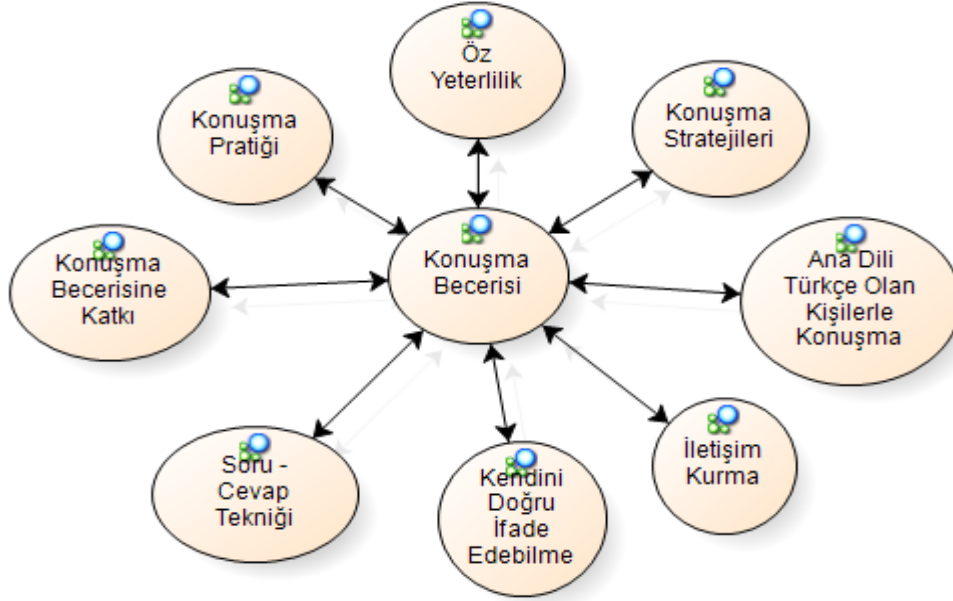 Öz
Yeterlilik
Konuşma
Pratiği
Konuşma
Stratejileri
Konuşma
Becerisine
Katkı
Konuşma
Becerisi
Ana Dili
Türkçe Olan
Kişilerle
Konuşma
Soru -
Cevap
Tekniği
Kendini
Doğru
İfade
Edebilme
İletişim
Kurma